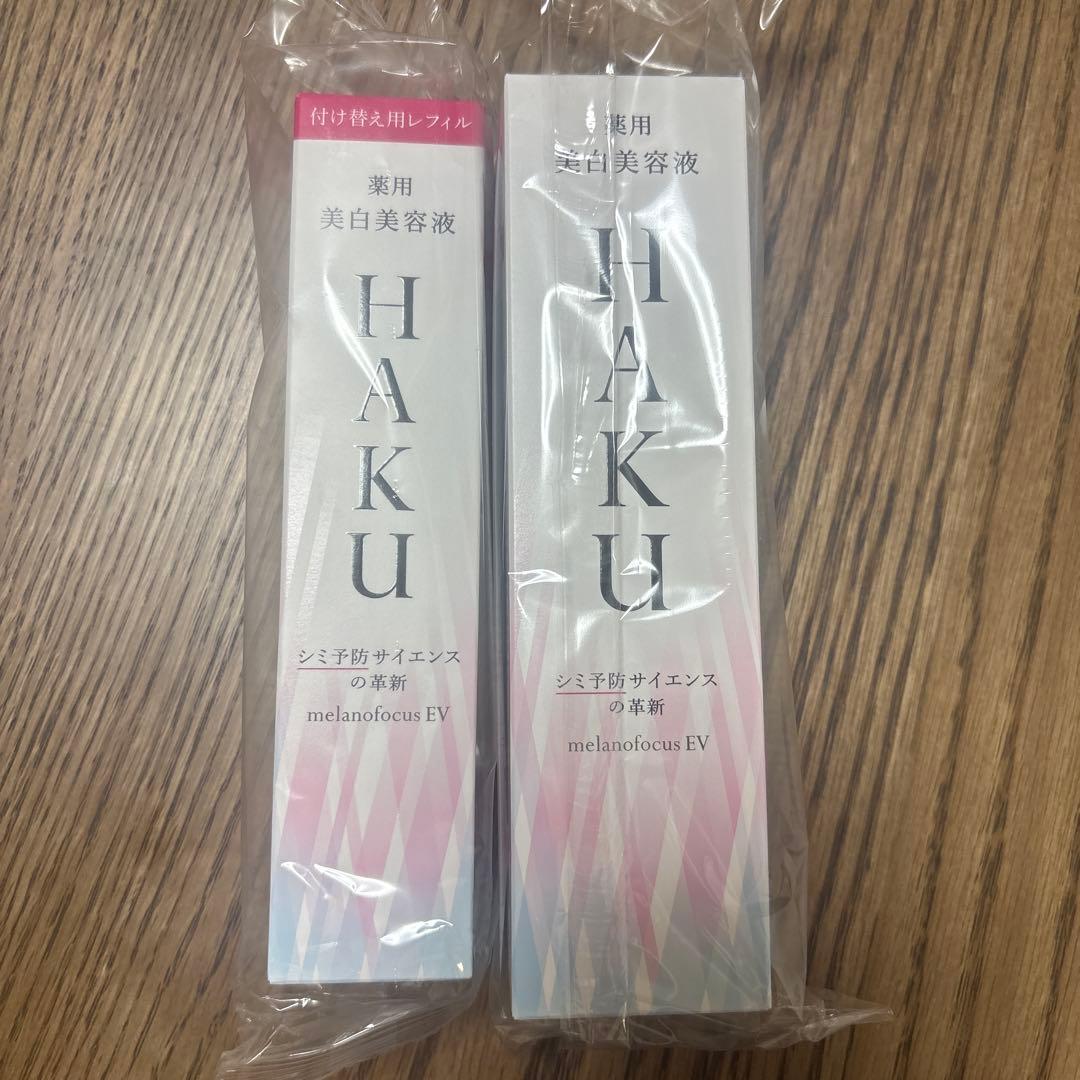 付け替え用レフィル
薬用
美白美容液
HAKU
シミ予防サイエンス
の革新
melanofocus EV
薬用
美白美容液
HAKU
シミ予防サイエンス
の革新
melanofocus EV